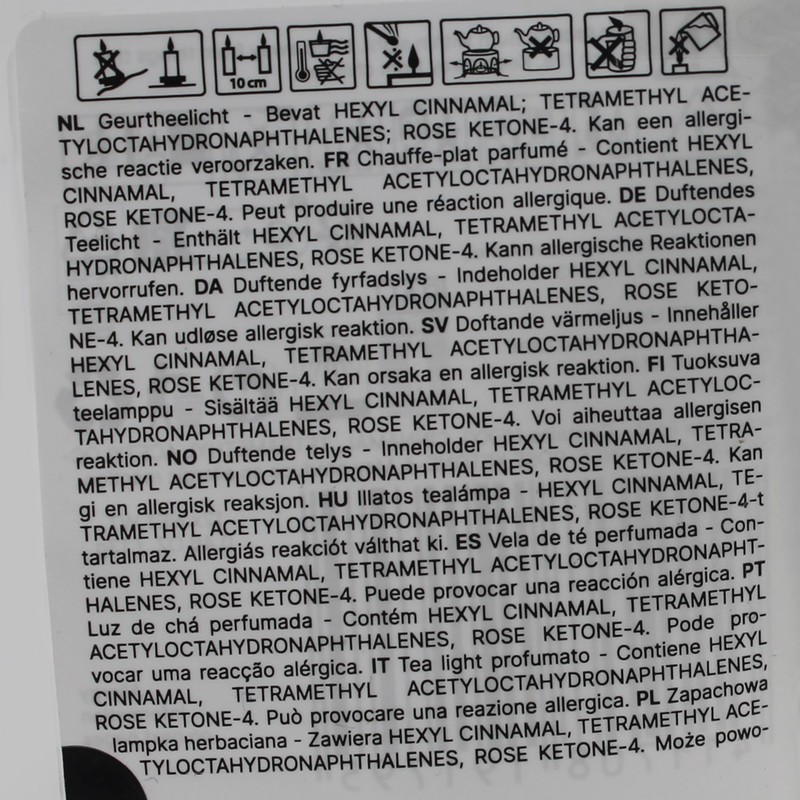 10 cm
NL Geurtheelicht - Bevat HEXYL CINNAMAL; TETRAMETHYL ACE-
TYLOCTAHYDRONAPHTHALENES; ROSE KETONE-4. Kan een allergi-
sche reactie veroorzaken. FR Chauffe-plat parfumé - Contient HEXYL
CINNAMAL, TETRAMETHYL ACETYLOCTAHYDRONAPHTHALENES,
ROSE KETONE-4. Peut produire une réaction allergique. DE Duftendes
Teelicht - Enthält HEXYL CINNAMAL, TETRAMETHYL ACETYLOCTA-
HYDRONAPHTHALENES, ROSE KETONE-4. Kann allergische Reaktionen
hervorrufen. DA Duftende fyrfadslys - Indeholder HEXYL CINNAMAL,
TETRAMETHYL ACETYLOCTAHYDRONAPHTHALENES, ROSE KETO-
NE-4. Kan udløse allergisk reaktion. SV Doftande värmeljus - Innehåller
HEXYL CINNAMAL, TETRAMETHYL ACETYLOCTAHYDRONAPHTHA-
LENES, ROSE KETONE-4. Kan orsaka en allergisk reaktion. FI Tuoksuva
teelamppu - Sisältää HEXYL CINNAMAL, TETRAMETHYL ACETYLOC-
TAHYDRONAPHTHALENES, ROSE KETONE-4. Voi aiheuttaa allergisen
reaktion. NO Duftende telys - Inneholder HEXYL CINNAMAL, TETRA-
METHYL ACETYLOCTAHYDRONAPHTHALENES, ROSE KETONE-4. Kan
gi en allergisk reaksjon. HU Illatos tealámpa - HEXYL CINNAMAL, TE-
TRAMETHYL ACETYLOCTAHYDRONAPHTHALENES, ROSE KETONE-4-t
tartalmaz. Allergiás reakciót válthat ki. ES Vela de té perfumada - Con-
tiene HEXYL CINNAMAL, TETRAMETHYL ACETYLOCTAHYDRONAPHT-
HALENES, ROSE KETONE-4. Puede provocar una reacción alérgica. PT
Luz de chá perfumada - Contém HEXYL CINNAMAL, TETRAMETHYL
ACETYLOCTAHYDRONAPHTHALENES, ROSE KETONE-4. Pode pro-
vocar uma reacção alérgica. IT Tea light profumato - Contiene HEXYL
CINNAMAL, TETRAMETHYL ACETYLOCTAHYDRONAPHTHALENES,
ROSE KETONE-4. Può provocare una reazione allergica. PL Zapachowa
lampka herbaciana - Zawiera HEXYL CINNAMAL, TETRAMETHYL ACE-
TYLOCTAHYDRONAPHTHALENES, ROSE KETONE-4. Może powo-